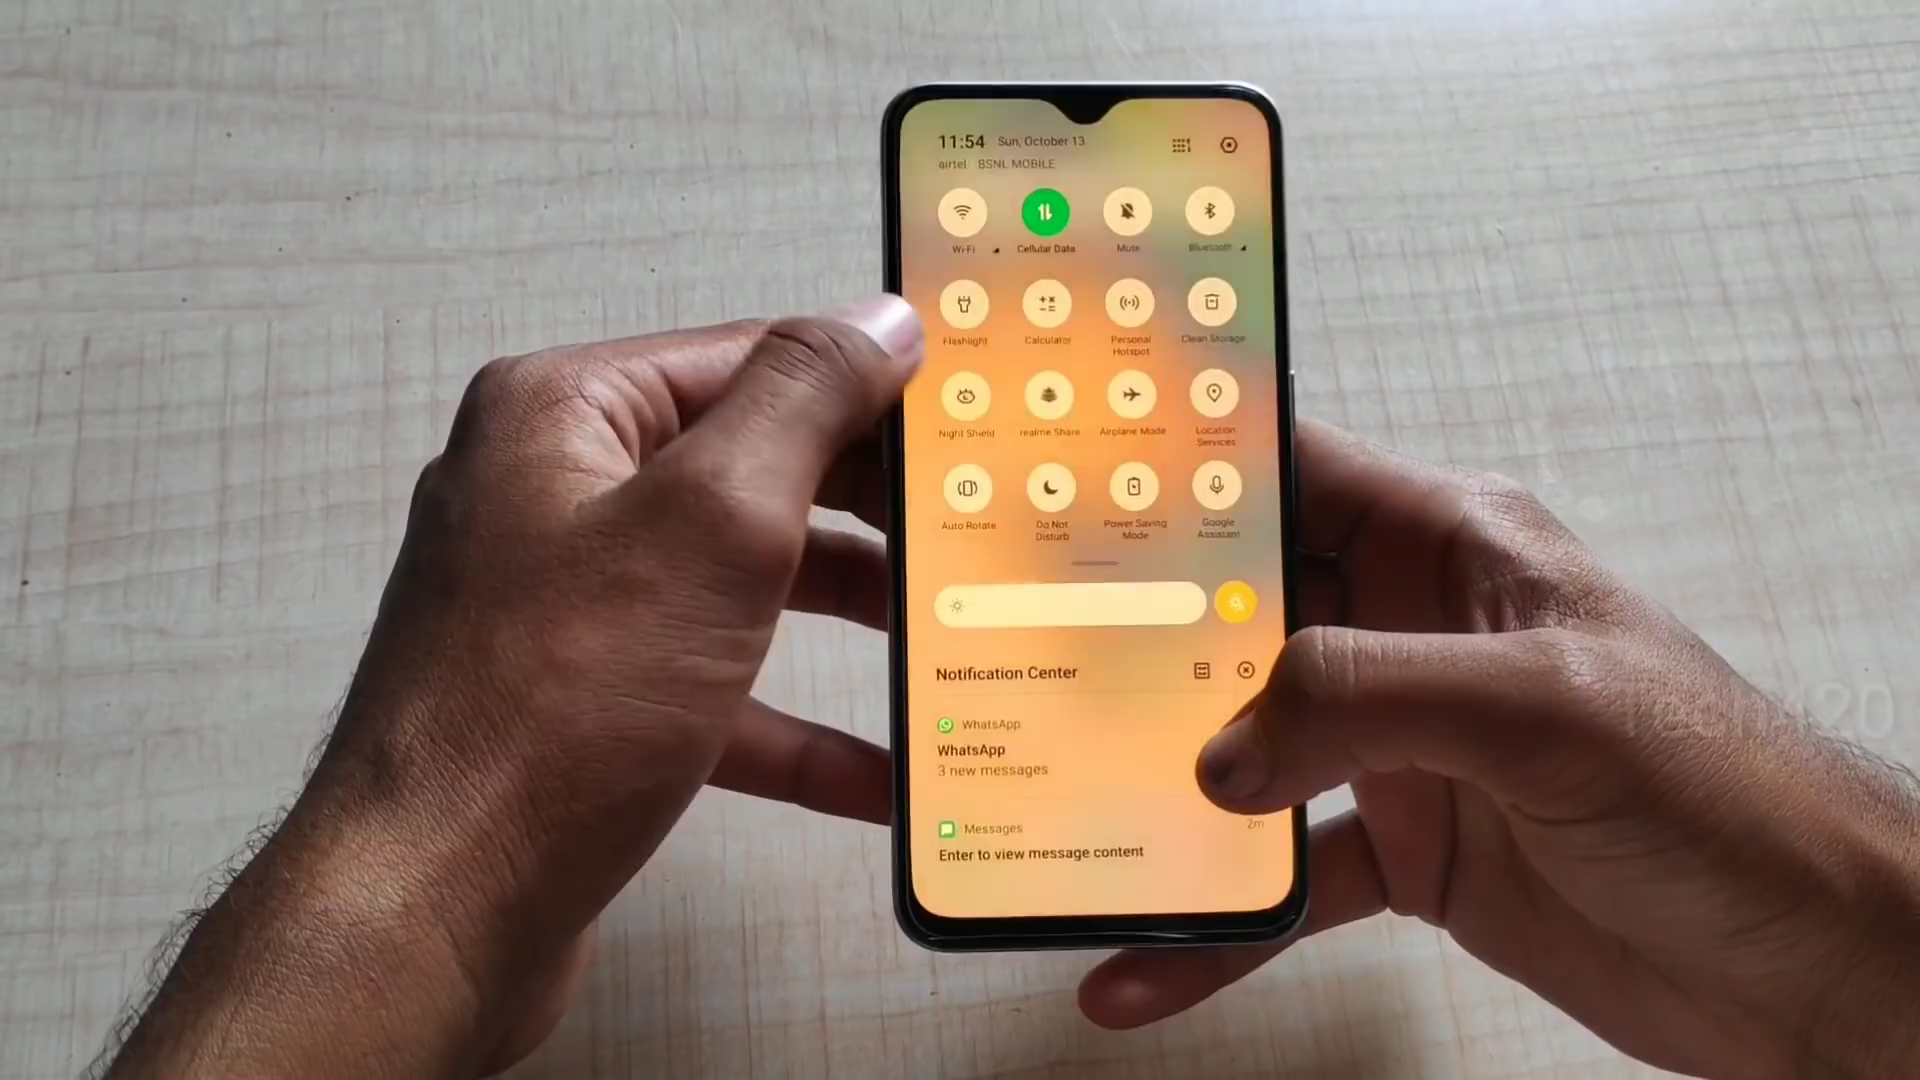 11:54 Sun, October 13
airtel BSNL MOBILE
Wi-Fi Cellular Data Mute Bluetooth
Flashlight Calculator Personal Hotspot Clean Storage
Night Shield realme Share Airplane Mode Location Services
Auto Rotate Do Not Disturb Power Saving Mode Google Assistant
Notification Center
WhatsApp
WhatsApp
3 new messages
Messages 2m
Enter to view message content